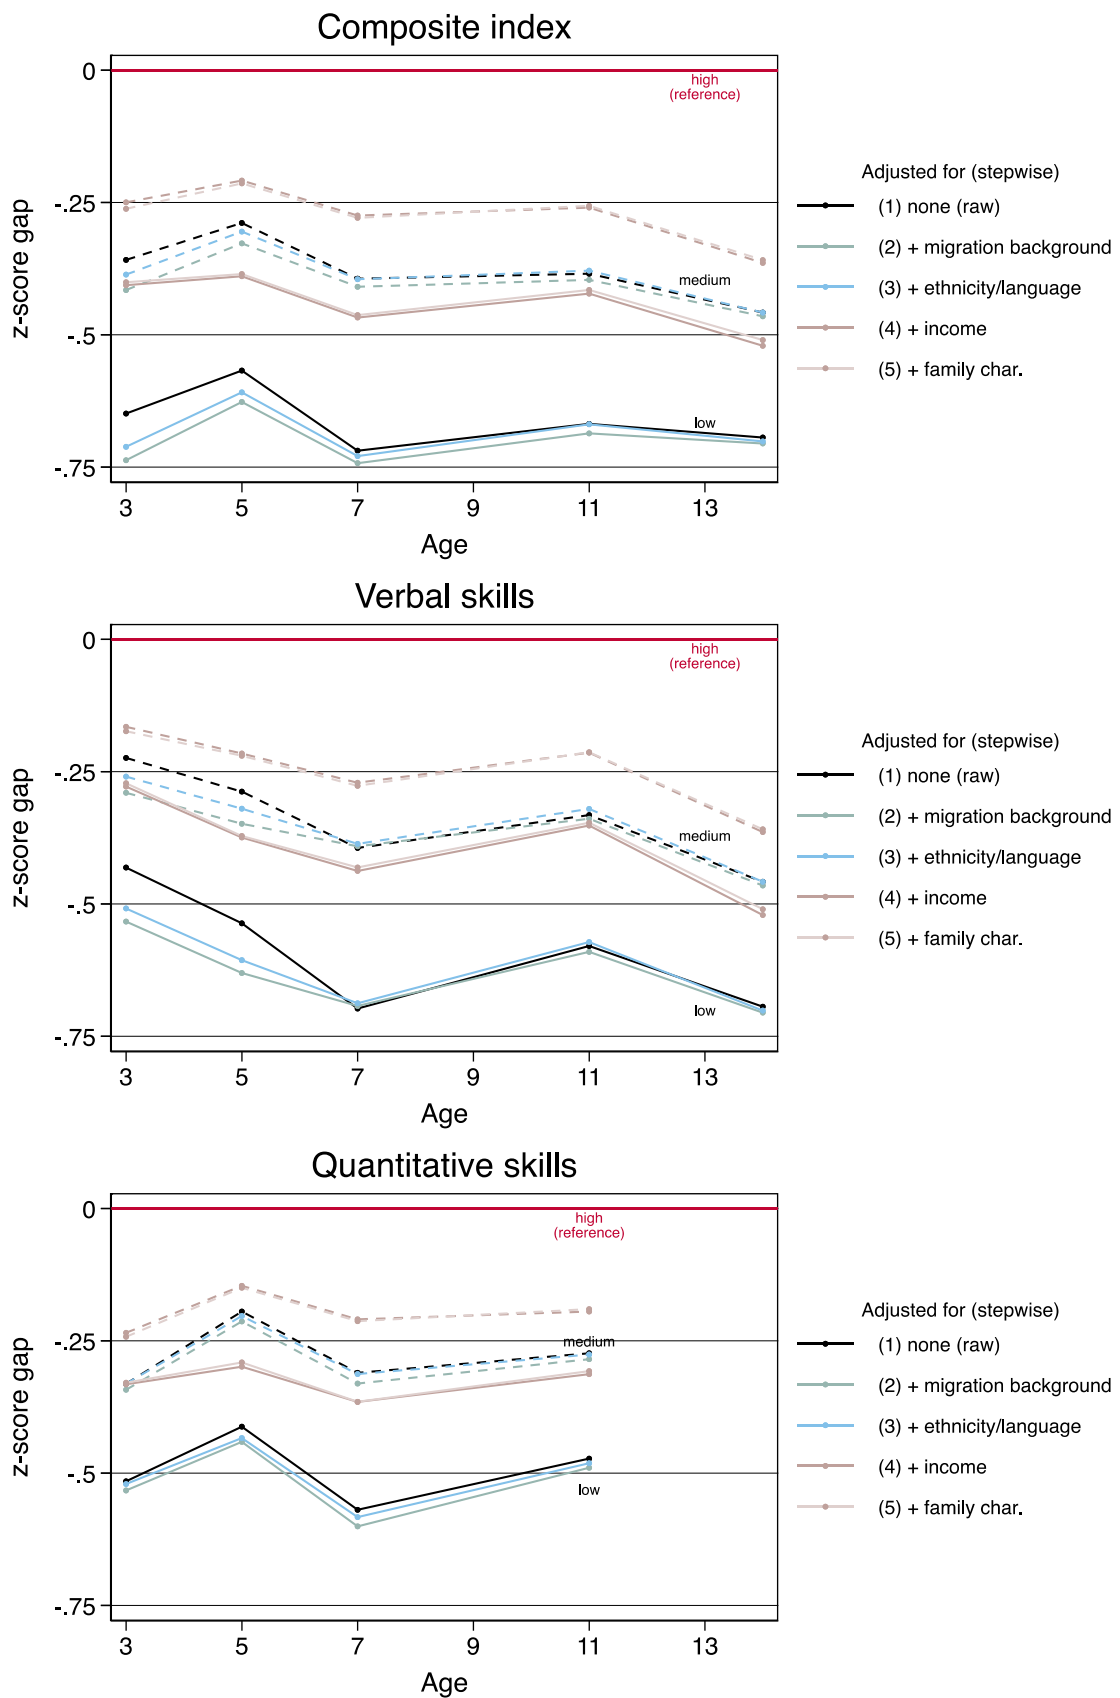 Composite index
0
-.25
-.5
-.75
z-score gap
high
(reference)
medium
low
3 5 7 9 11 13
Age
Adjusted for (stepwise)
(1) none (raw)
(2) + migration background
(3) + ethnicity/language
(4) + income
(5) + family char.
Verbal skills
0
-.25
-.5
-.75
z-score gap
high
(reference)
medium
low
3 5 7 9 11 13
Age
Adjusted for (stepwise)
(1) none (raw)
(2) + migration background
(3) + ethnicity/language
(4) + income
(5) + family char.
Quantitative skills
0
-.25
-.5
-.75
z-score gap
high
(reference)
medium
low
3 5 7 9 11 13
Age
Adjusted for (stepwise)
(1) none (raw)
(2) + migration background
(3) + ethnicity/language
(4) + income
(5) + family char.